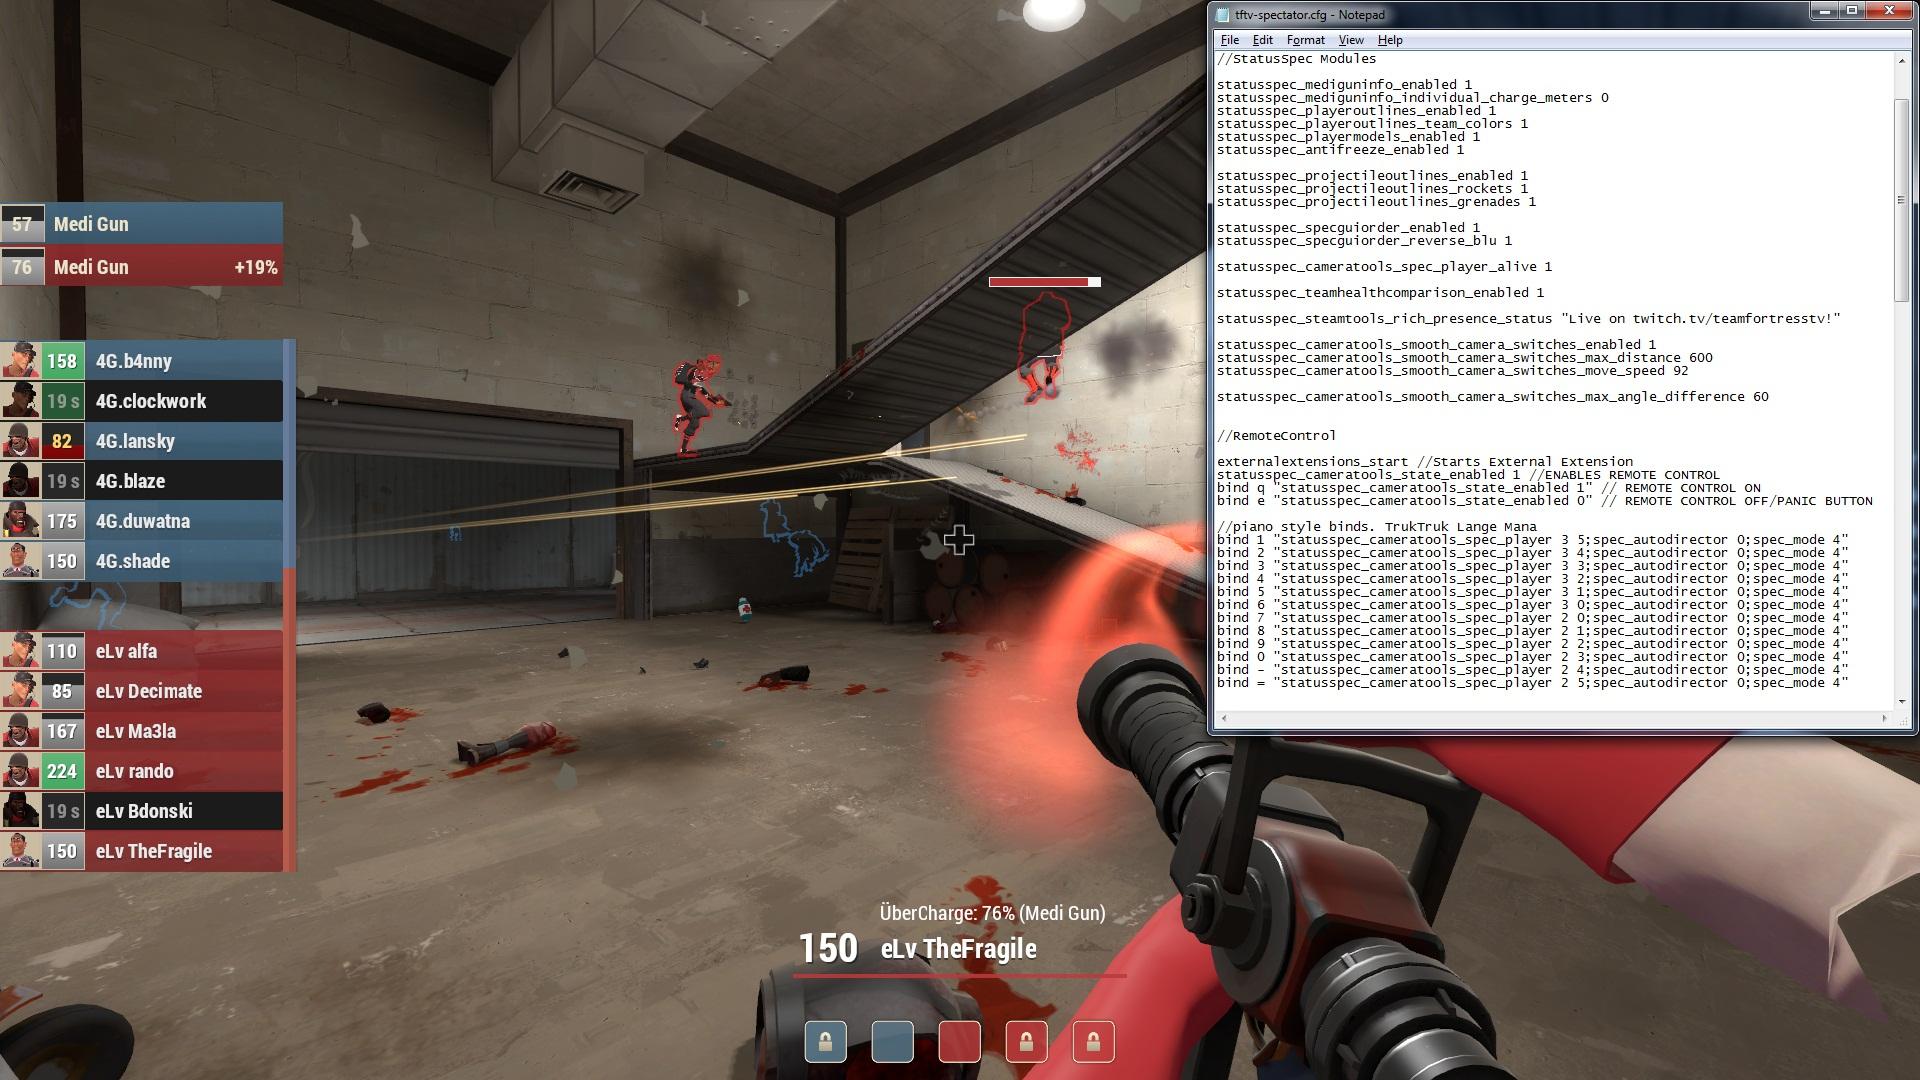 57 Medi Gun
76 Medi Gun +19%
158 4G.b4nny
19 s 4G.clockwork
82 4G.lansky
19 s 4G.blaze
175 4G.duwatna
150 4G.shade
110 eLv alfa
85 eLv Decimate
167 eLv Ma3la
224 eLv rando
19 s eLv Bdonski
150 eLv TheFragile
ÜberCharge: 76% (Medi Gun)
150 eLv TheFragile
tftv-spectator.cfg - Notepad
File Edit Format View Help
//StatusSpec Modules
statusspec_mediguninfo_enabled 1
statusspec_mediguninfo_individual_charge_meters 0
statusspec_playeroutlines_enabled 1
statusspec_playeroutlines_team_colors 1
statusspec_playermodels_enabled 1
statusspec_antifreeze_enabled 1
statusspec_projectileoutlines_enabled 1
statusspec_projectileoutlines_rockets 1
statusspec_projectileoutlines_grenades 1
statusspec_specguiorder_enabled 1
statusspec_specguiorder_reverse_blu 1
statusspec_cameratools_spec_player_alive 1
statusspec_teamhealthcomparison_enabled 1
statusspec_steamtools_rich_presence_status "Live on twitch.tv/teamfortresstv!"
statusspec_cameratools_smooth_camera_switches_enabled 1
statusspec_cameratools_smooth_camera_switches_max_distance 600
statusspec_cameratools_smooth_camera_switches_move_speed 92
statusspec_cameratools_smooth_camera_switches_max_angle_difference 60
//RemoteControl
externalextensions_start //Starts External Extension
statusspec_cameratools_state_enabled 1 //ENABLES REMOTE CONTROL
bind q "statusspec_cameratools_state_enabled 1" // REMOTE CONTROL ON
bind e "statusspec_cameratools_state_enabled 0" // REMOTE CONTROL OFF/PANIC BUTTON
//piano style binds. TrukTruk Lange Mana
bind 1 "statusspec_cameratools_spec_player 3 5;spec_autodirector 0;spec_mode 4"
bind 2 "statusspec_cameratools_spec_player 3 4;spec_autodirector 0;spec_mode 4"
bind 3 "statusspec_cameratools_spec_player 3 3;spec_autodirector 0;spec_mode 4"
bind 4 "statusspec_cameratools_spec_player 3 2;spec_autodirector 0;spec_mode 4"
bind 5 "statusspec_cameratools_spec_player 3 1;spec_autodirector 0;spec_mode 4"
bind 6 "statusspec_cameratools_spec_player 3 0;spec_autodirector 0;spec_mode 4"
bind 7 "statusspec_cameratools_spec_player 2 0;spec_autodirector 0;spec_mode 4"
bind 8 "statusspec_cameratools_spec_player 2 1;spec_autodirector 0;spec_mode 4"
bind 9 "statusspec_cameratools_spec_player 2 2;spec_autodirector 0;spec_mode 4"
bind 0 "statusspec_cameratools_spec_player 2 3;spec_autodirector 0;spec_mode 4"
bind - "statusspec_cameratools_spec_player 2 4;spec_autodirector 0;spec_mode 4"
bind = "statusspec_cameratools_spec_player 2 5;spec_autodirector 0;spec_mode 4"